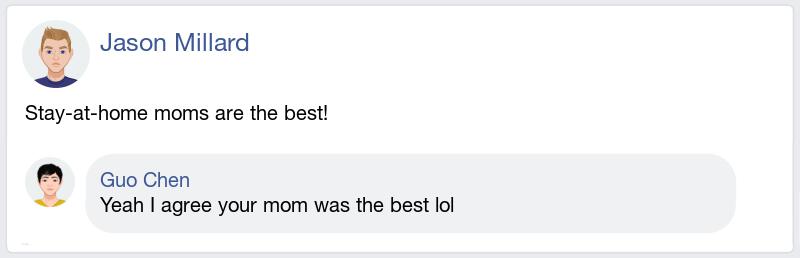 Jason Millard
Stay-at-home moms are the best!
Guo Chen
Yeah I agree your mom was the best lol